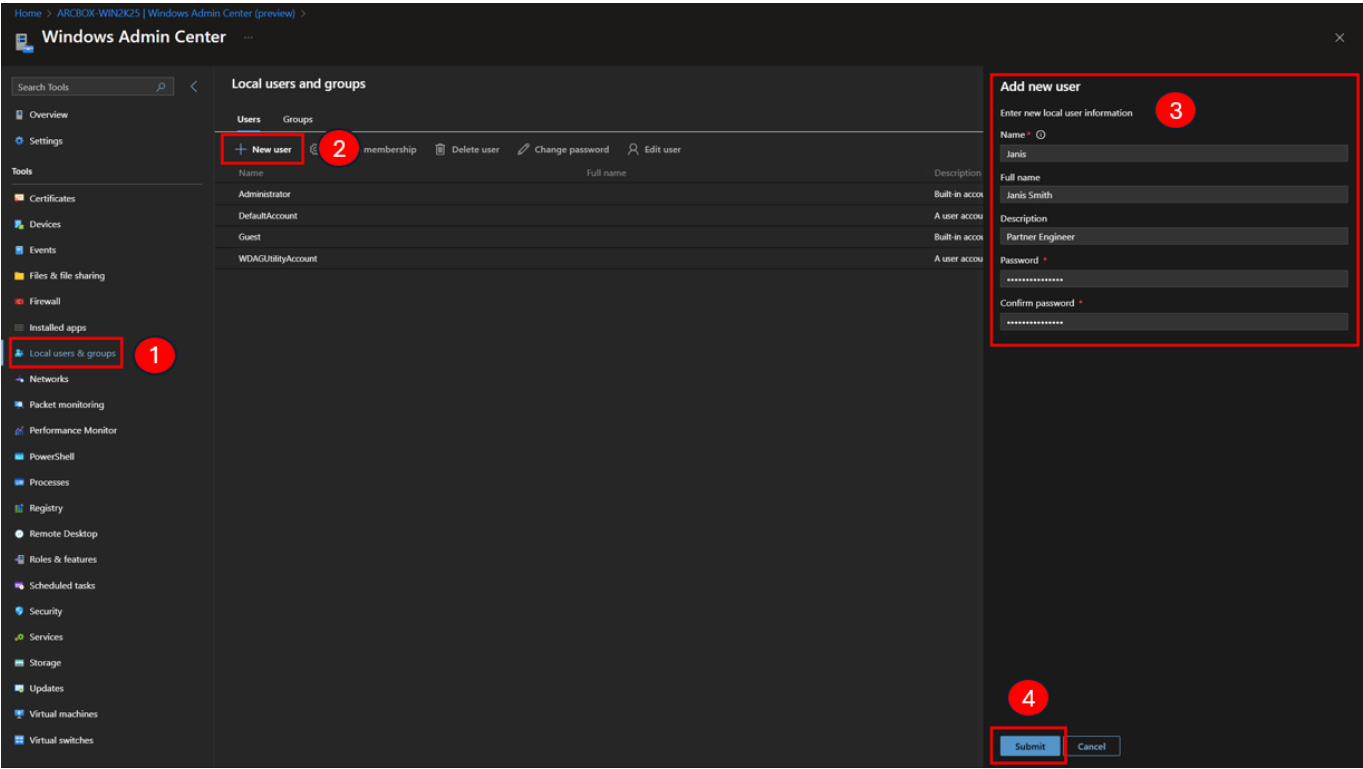 Home > ARCBOX-WIN2K25 | Windows Admin Center (preview) >
Windows Admin Center ...
Search Tools
Overview
Settings
Tools
Certificates
Devices
Events
Files & file sharing
Firewall
Installed apps
Local users & groups
1
Networks
Packet monitoring
Performance Monitor
PowerShell
Processes
Registry
Remote Desktop
Roles & features
Scheduled tasks
Security
Services
Storage
Updates
Virtual machines
Virtual switches
Local users and groups
Users Groups
+ New user 2 membership Delete user Change password Edit user
Name Full name Description
Administrator Built-in accou
DefaultAccount A user accou
Guest Built-in accou
WDAGUtilityAccount A user accou
Add new user
Enter new local user information
3
Name *
Janis
Full name
Janis Smith
Description
Partner Engineer
Password *
•••••••••••••••
Confirm password *
•••••••••••••••
4
Submit Cancel